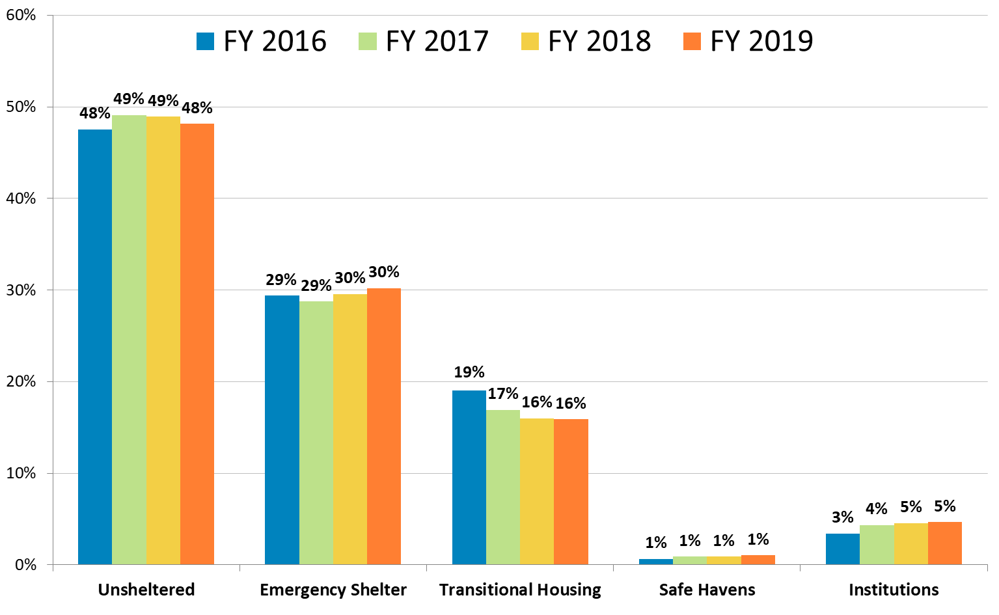 60%
FY 2016 FY 2017 FY 2018 FY 2019
50%
48% 49% 49% 48%
40%
30%
29% 29% 30% 30%
20%
19% 17% 16% 16%
10%
1% 1% 1% 1%
3% 4% 5% 5%
0%
Unsheltered Emergency Shelter Transitional Housing Safe Havens Institutions